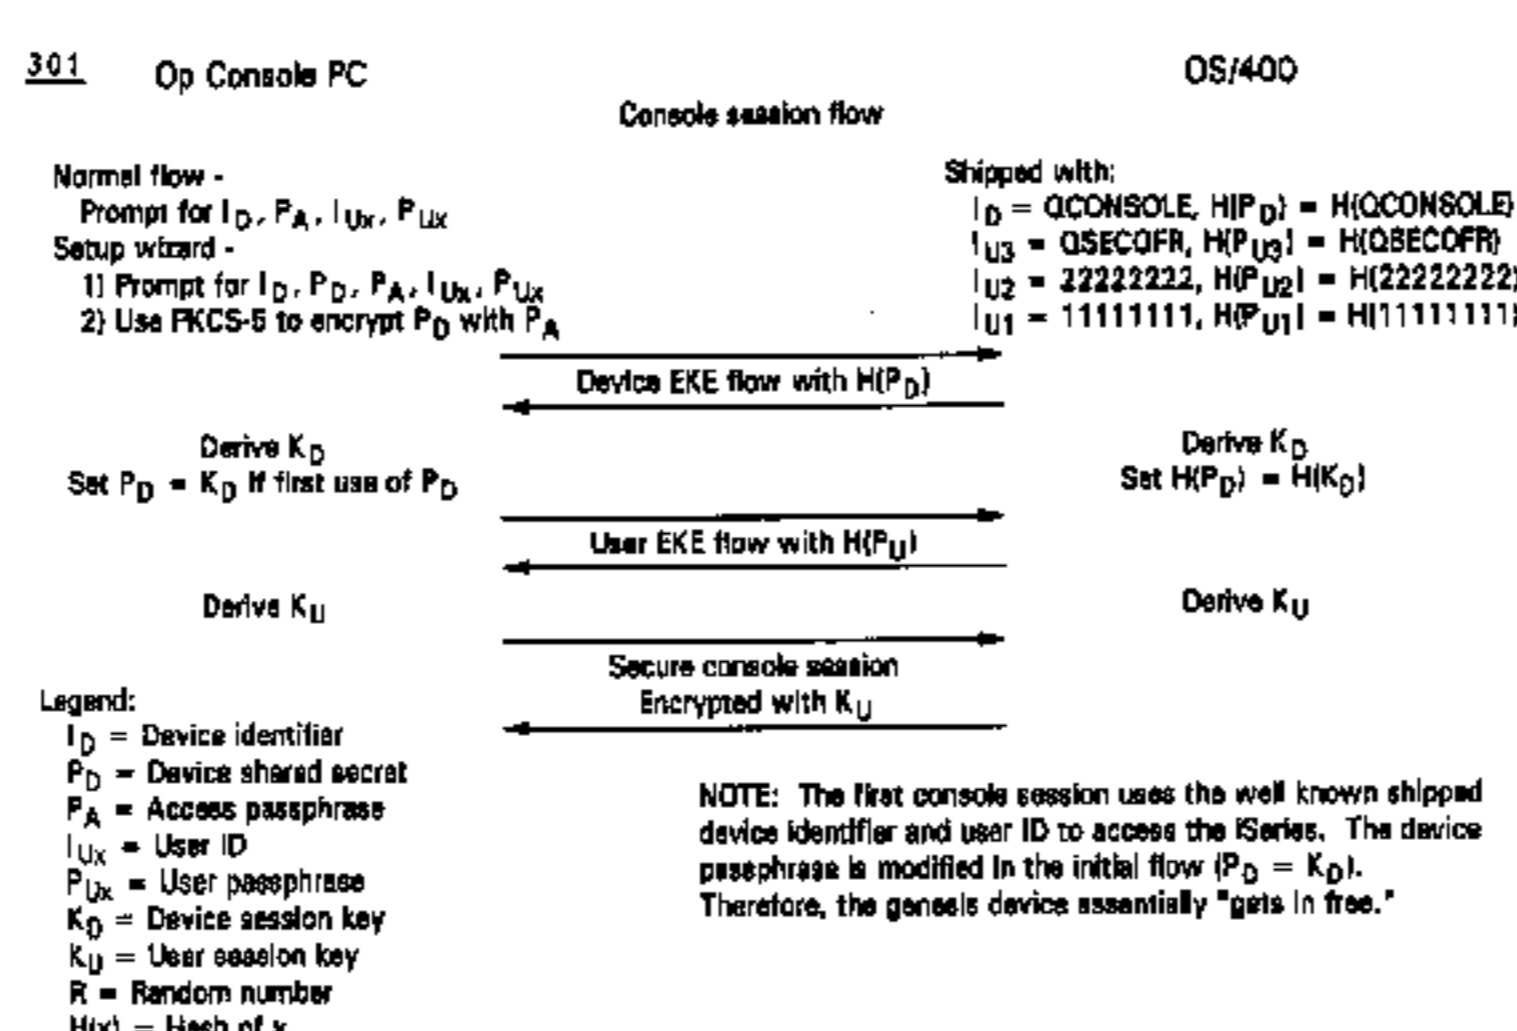 301
Op Console PC
OS/400
Console session flow
Normal flow -
Prompt for I_D, P_A, I_Ux, P_Ux
Setup wizard -
1) Prompt for I_D, P_D, P_A, I_Ux, P_Ux
2) Use PKCS-5 to encrypt P_D with P_A
Shipped with:
I_D = QCONSOLE, H(P_D) = H(QCONSOLE)
I_U3 = QSECOFR, H(P_U3) = H(QSECOFR)
I_U2 = 22222222, H(P_U2) = H(22222222)
I_U1 = 11111111, H(P_U1) = H(11111111)
Device EKE flow with H(P_D)
Derive K_D
Set P_D = K_D if first use of P_D
Derive K_D
Set H(P_D) = H(K_D)
User EKE flow with H(P_U)
Derive K_U
Derive K_U
Secure console session
Encrypted with K_U
Legend:
I_D = Device identifier
P_D = Device shared secret
P_A = Access passphrase
I_Ux = User ID
P_Ux = User passphrase
K_D = Device session key
K_U = User session key
R = Random number
H(x) = Hash of x
NOTE: The first console session uses the well known shipped
device identifier and user ID to access the iSeries. The device
passphrase is modified in the initial flow (P_D = K_D).
Therefore, the genesis device essentially "gets in free."